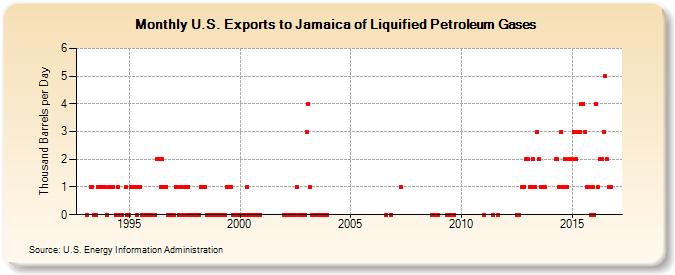 Monthly U.S. Exports to Jamaica of Liquified Petroleum Gases
Thousand Barrels per Day
6
5
4
3
2
1
0
1995 2000 2005 2010 2015
Source: U.S. Energy Information Administration